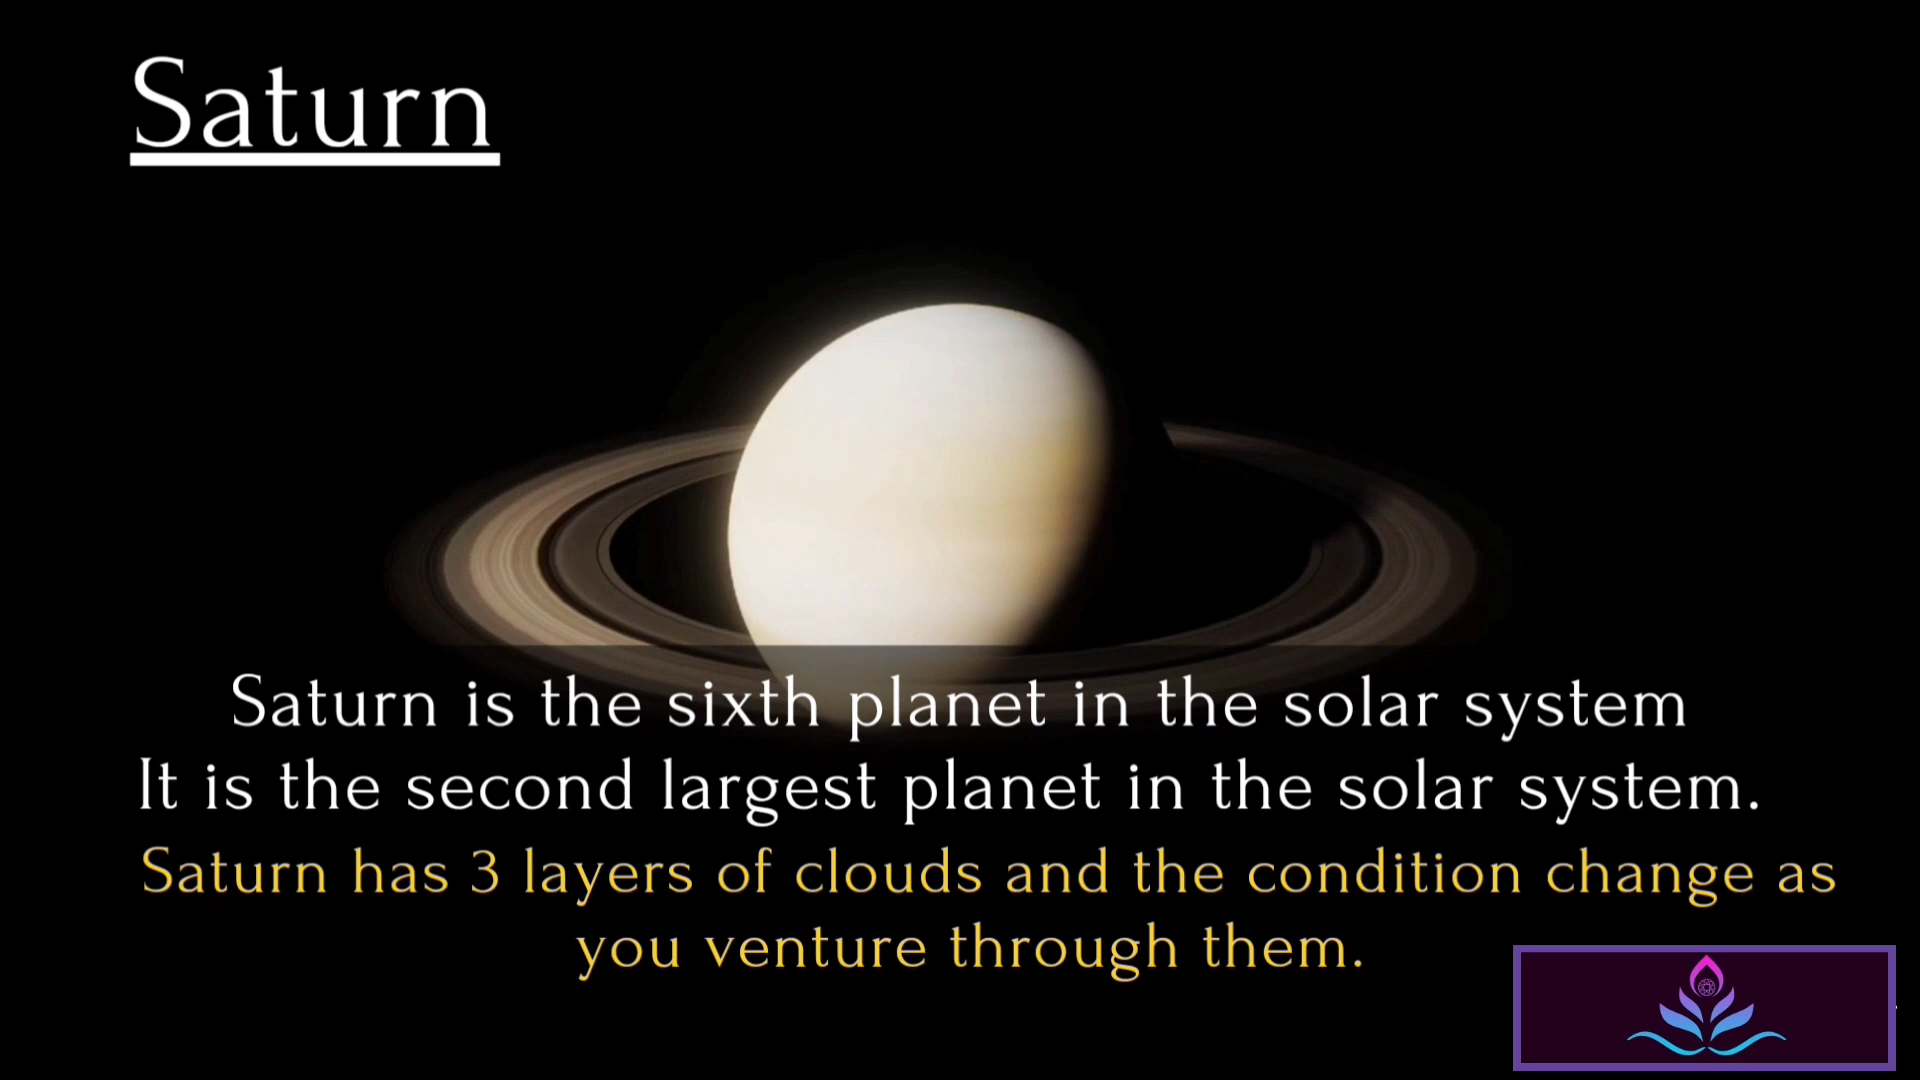 Saturn
Saturn is the sixth planet in the solar system
It is the second largest planet in the solar system.
Saturn has 3 layers of clouds and the condition change as
you venture through them.